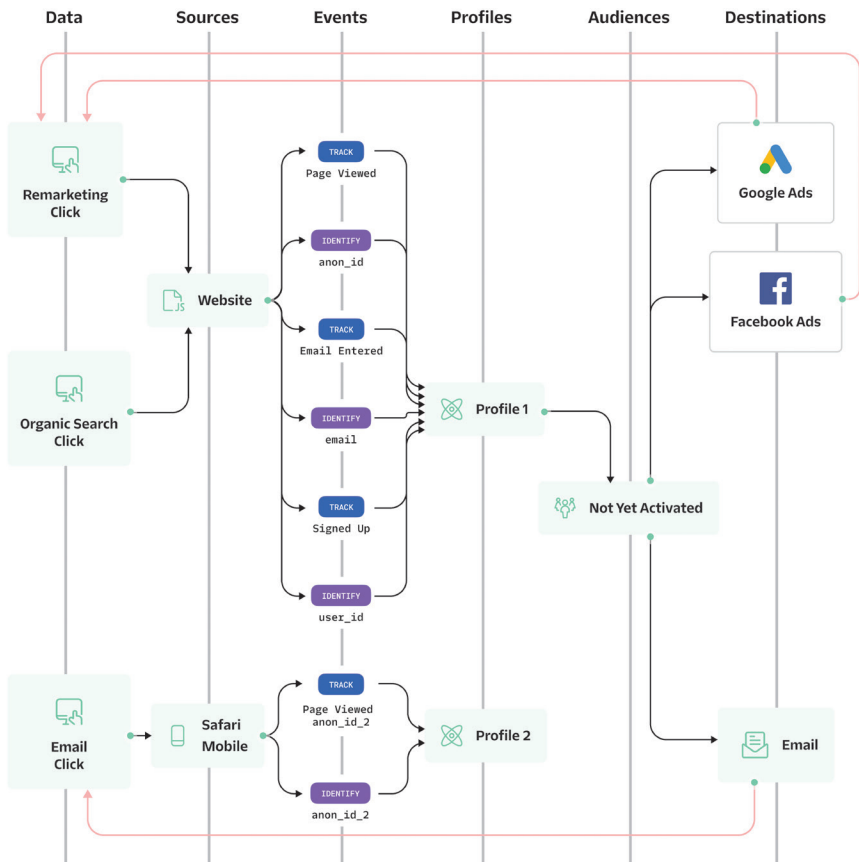 Data
Sources
Events
Profiles
Audiences
Destinations
Remarketing
Click
Organic Search
Click
Email
Click
JS
Website
Safari
Mobile
TRACK
Page Viewed
IDENTIFY
anon_id
TRACK
Email Entered
IDENTIFY
email
TRACK
Signed Up
IDENTIFY
user_id
TRACK
Page Viewed
anon_id_2
IDENTIFY
anon_id_2
Profile 1
Profile 2
Not Yet Activated
Google Ads
Facebook Ads
Email